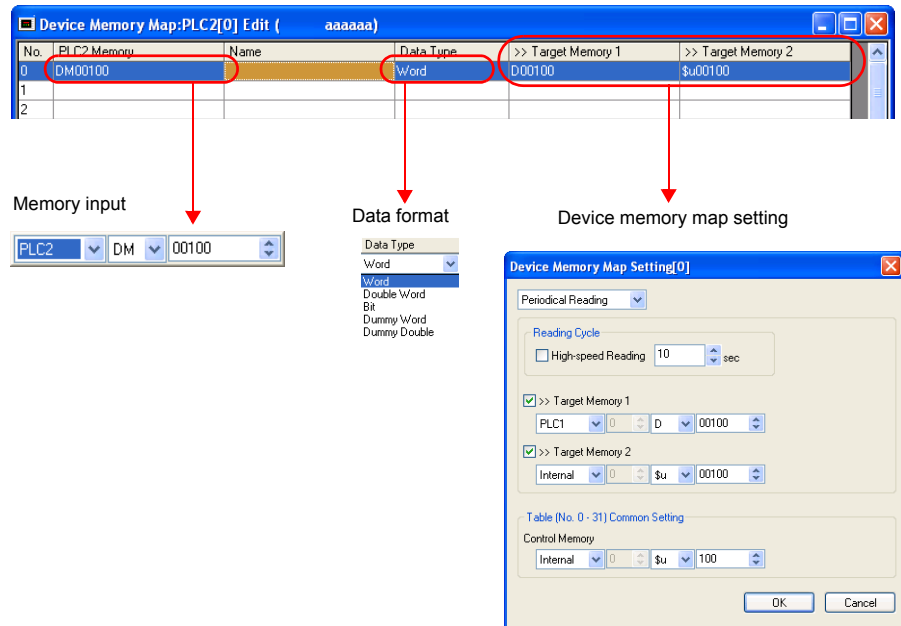 Device Memory Map:PLC2[0] Edit ( aaaaaa)
No. PLC2 Memory Name Data Type >> Target Memory 1 >> Target Memory 2
0 DM00100 Word D00100 $u00100
1
2
Memory input
Data format
Device memory map setting
PLC2 DM 00100
Data Type
Word
Word
Double Word
Bit
Dummy Word
Dummy Double
Device Memory Map Setting[0]
Periodical Reading
Reading Cycle
High-speed Reading 10 sec
>> Target Memory 1
PLC1 0 D 00100
>> Target Memory 2
Internal 0 $u 00100
Table (No. 0 - 31) Common Setting
Control Memory
Internal 0 $u 100
OK Cancel